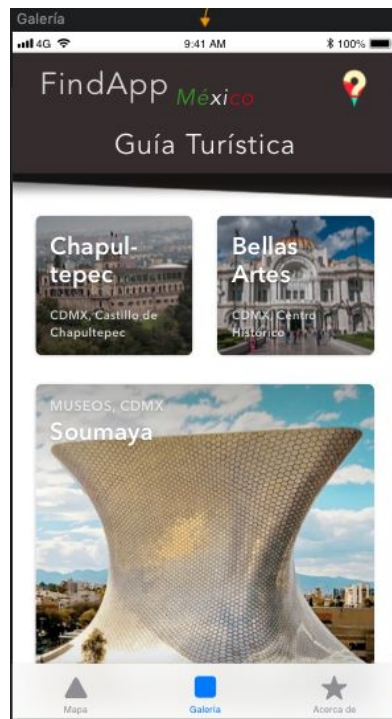 Galería
4G 9:41 AM 100%
FindApp México
Guía Turística
Chapul-
tepec
CDMX, Castillo de
Chapultepec
Bellas
Artes
CDMX, Centro
Histórico
MUSEOS, CDMX
Soumaya
Mapa Galería Acerca de